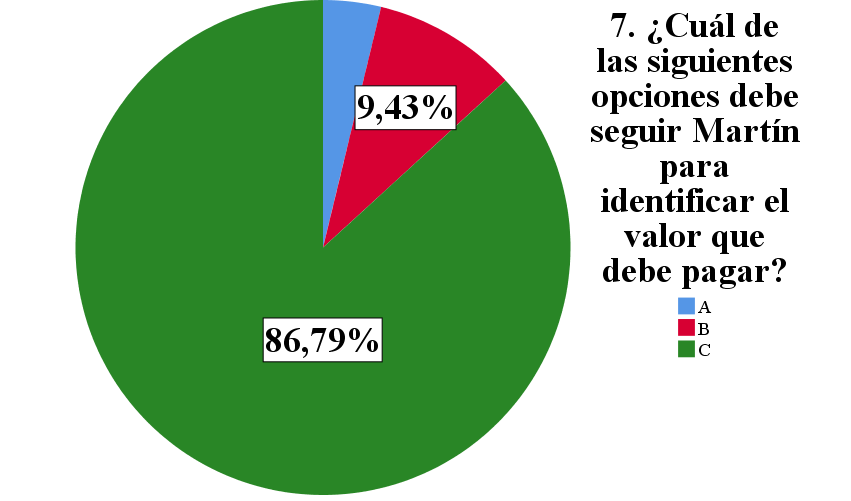 7. ¿Cuál de
las siguientes
opciones debe
seguir Martín
para
identificar el
valor que
debe pagar?
A
B
C
9,43%
86,79%